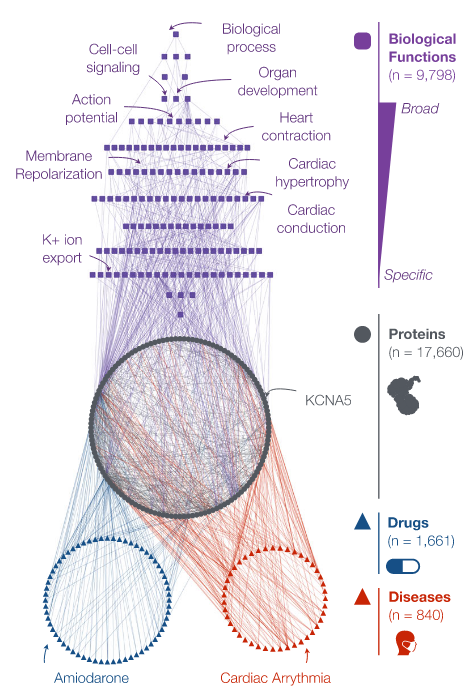 Biological
process
Cell-cell
signaling
Organ
development
Action
potential
Heart
contraction
Membrane
Repolarization
Cardiac
hypertrophy
Cardiac
conduction
K+ ion
export
KCNA5
Amiodarone
Cardiac Arrythmia
Biological
Functions
(n = 9,798)
Broad
Specific
Proteins
(n = 17,660)
Drugs
(n = 1,661)
Diseases
(n = 840)